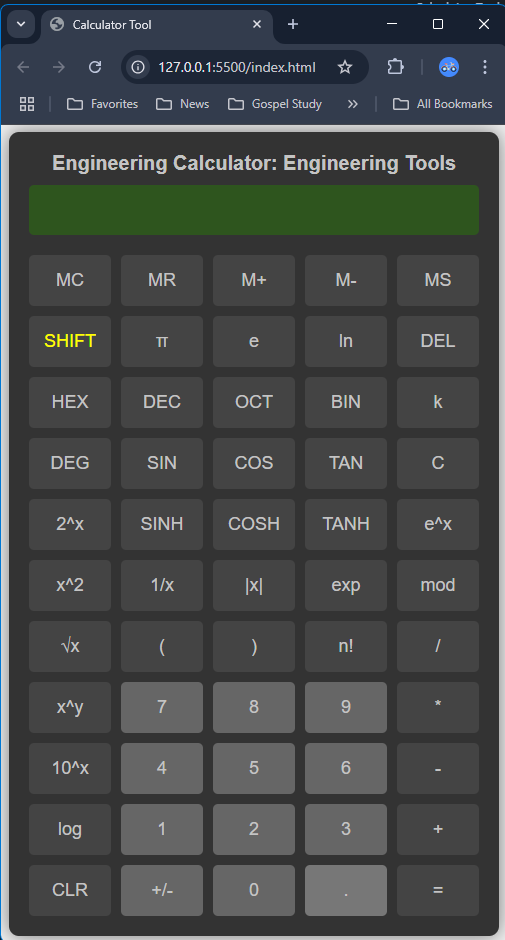 Calculator Tool
127.0.0.1:5500/index.html
Favorites News Gospel Study » All Bookmarks
Engineering Calculator: Engineering Tools
MC MR M+ M- MS
SHIFT π e ln DEL
HEX DEC OCT BIN k
DEG SIN COS TAN C
2^x SINH COSH TANH e^x
x^2 1/x |x| exp mod
√x ( ) n! /
x^y 7 8 9 *
10^x 4 5 6 -
log 1 2 3 +
CLR +/- 0 . =